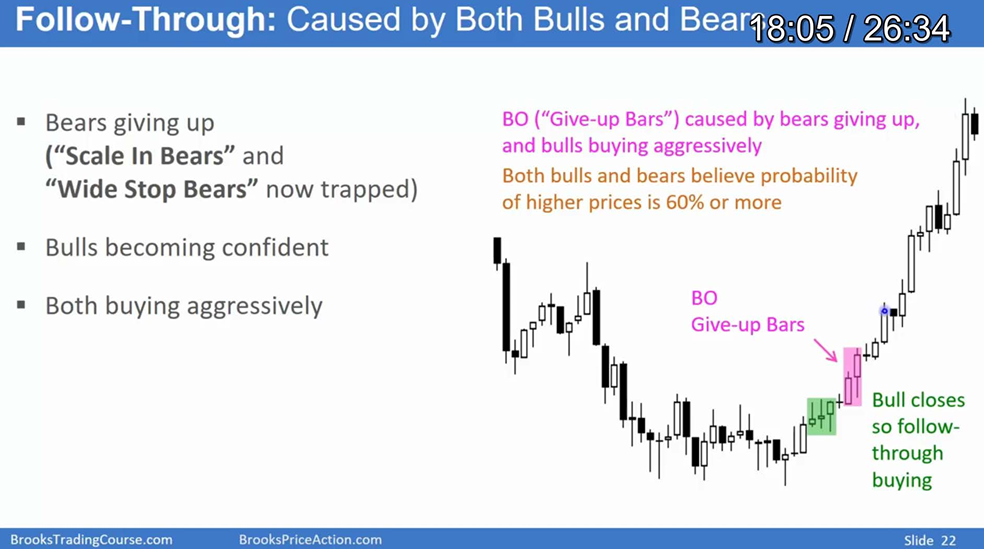 Follow-Through: Caused by Both Bulls and Bears
18:05 / 26:34
Bears giving up
(“Scale In Bears” and
“Wide Stop Bears” now trapped)
Bulls becoming confident
Both buying aggressively
BO (“Give-up Bars”) caused by bears giving up,
and bulls buying aggressively
Both bulls and bears believe probability
of higher prices is 60% or more
BO
Give-up Bars
Bull closes
so follow-
through
buying
BrooksTradingCourse.com
BrooksPriceAction.com
Slide 22